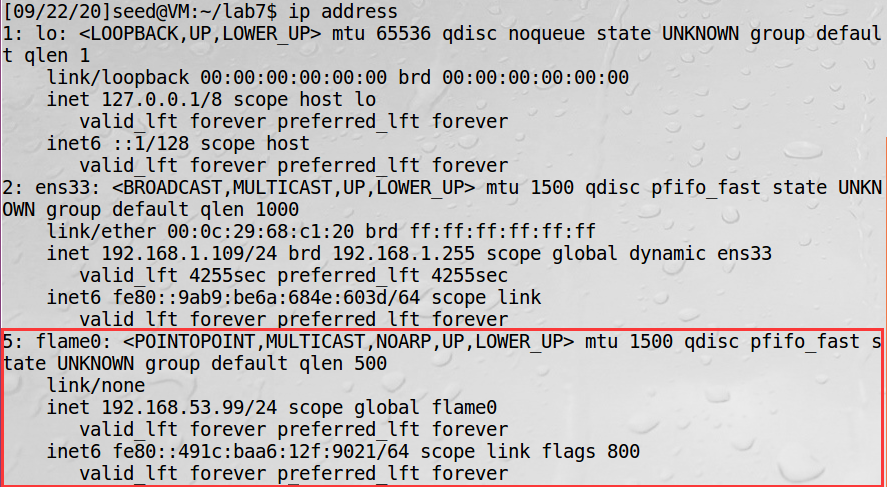 [09/22/20]seed@VM:~/lab7$ ip address
1: lo: <LOOPBACK,UP,LOWER_UP> mtu 65536 qdisc noqueue state UNKNOWN group defaul
t qlen 1
    link/loopback 00:00:00:00:00:00 brd 00:00:00:00:00:00
    inet 127.0.0.1/8 scope host lo
       valid_lft forever preferred_lft forever
    inet6 ::1/128 scope host
       valid_lft forever preferred_lft forever
2: ens33: <BROADCAST,MULTICAST,UP,LOWER_UP> mtu 1500 qdisc pfifo_fast state UNKN
OWN group default qlen 1000
    link/ether 00:0c:29:68:c1:20 brd ff:ff:ff:ff:ff:ff
    inet 192.168.1.109/24 brd 192.168.1.255 scope global dynamic ens33
       valid_lft 4255sec preferred_lft 4255sec
    inet6 fe80::9ab9:be6a:684e:603d/64 scope link
       valid_lft forever preferred_lft forever
5: flame0: <POINTOPOINT,MULTICAST,NOARP,UP,LOWER_UP> mtu 1500 qdisc pfifo_fast s
tate UNKNOWN group default qlen 500
    link/none
    inet 192.168.53.99/24 scope global flame0
       valid_lft forever preferred_lft forever
    inet6 fe80::491c:baa6:12f:9021/64 scope link flags 800
       valid_lft forever preferred_lft forever